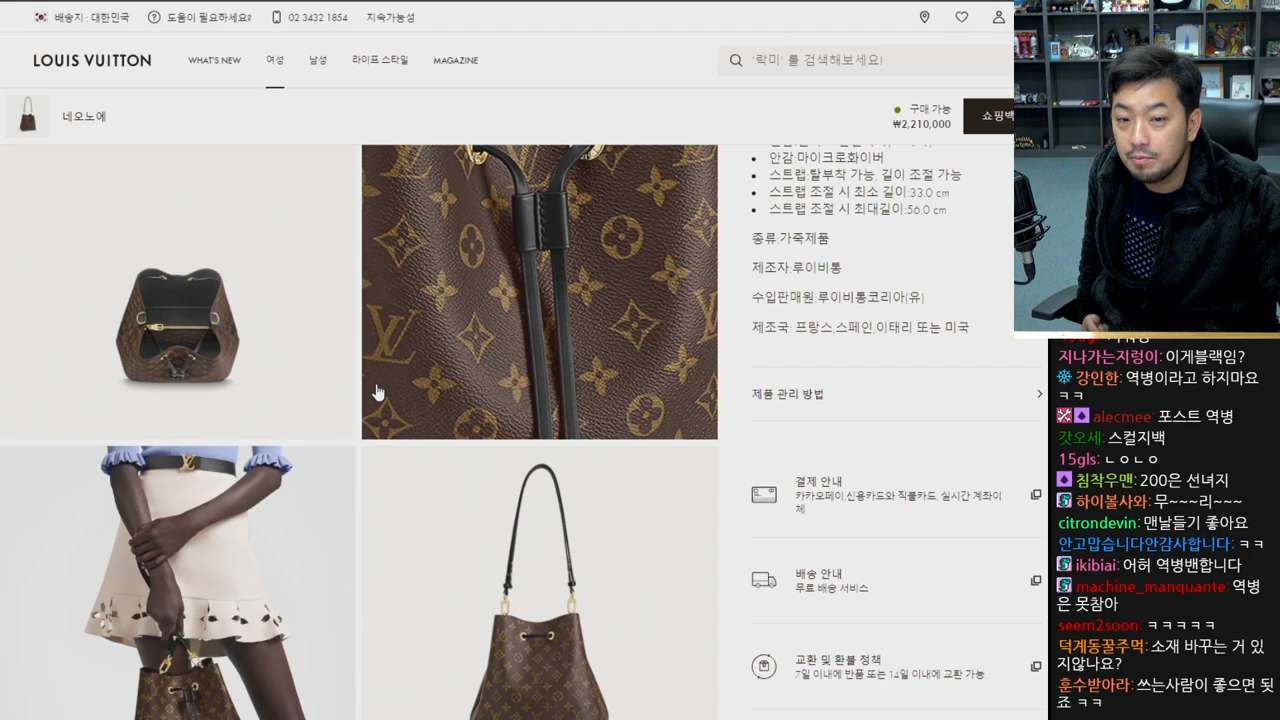 배송지 : 대한민국
도움이 필요하세요?
02 3432 1854
지속가능성
LOUIS VUITTON
WHAT'S NEW
여성
남성
라이프 스타일
MAGAZINE
'락미' 를 검색해보세요!
네오노에
구매 가능
₩2,210,000
쇼핑백
안감:마이크로화이버
스트랩:탈부착 가능, 길이 조절 가능
스트랩 조절 시 최소 길이:33.0 cm
스트랩 조절 시 최대길이:56.0 cm
종류:가죽제품
제조자:루이비통
수입판매원:루이비통코리아(유)
제조국: 프랑스,스페인,이태리 또는 미국
제품 관리 방법
결제 안내
카카오페이,신용카드와 직불카드, 실시간 계좌이
체
배송 안내
무료 배송 서비스
교환 및 환불 정책
7일 이내에 반품 또는 14일 이내에 교환 가능
지나가는지렁이: 이게블랙임?
강인한: 역병이라고 하지마요
ㅋㅋ
alecmee: 포스트 역병
갓오세: 스컬지백
15gls: ㄴㅇㄴㅇ
침착우맨: 200은 선녀지
하이볼사와: 무~~~리~~~
citrondevin: 맨날들기 좋아요
안고맙습니다안감사합니다: ㅋㅋ
ikibiai: 어허 역병밴합니다
machine_manquante: 역병
은 못참아
seem2soon: ㅋㅋㅋㅋㅋ
덕계동꿀주먹: 소재 바꾸는 거 있
지않나요?
훈수받아라: 쓰는사람이 좋으면 됫
죠 ㅋㅋ